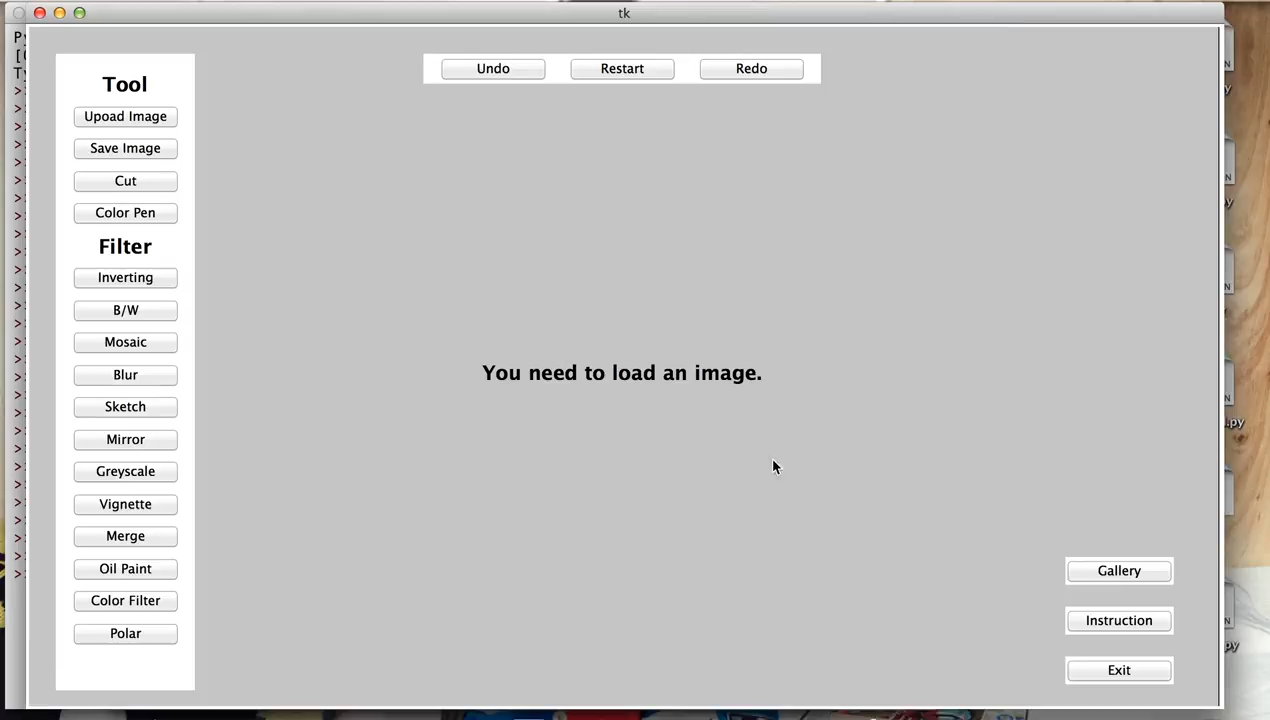 tk
Undo
Restart
Redo
Tool
Upoad Image
Save Image
Cut
Color Pen
Filter
Inverting
B/W
Mosaic
Blur
Sketch
Mirror
Greyscale
Vignette
Merge
Oil Paint
Color Filter
Polar
You need to load an image.
Gallery
Instruction
Exit